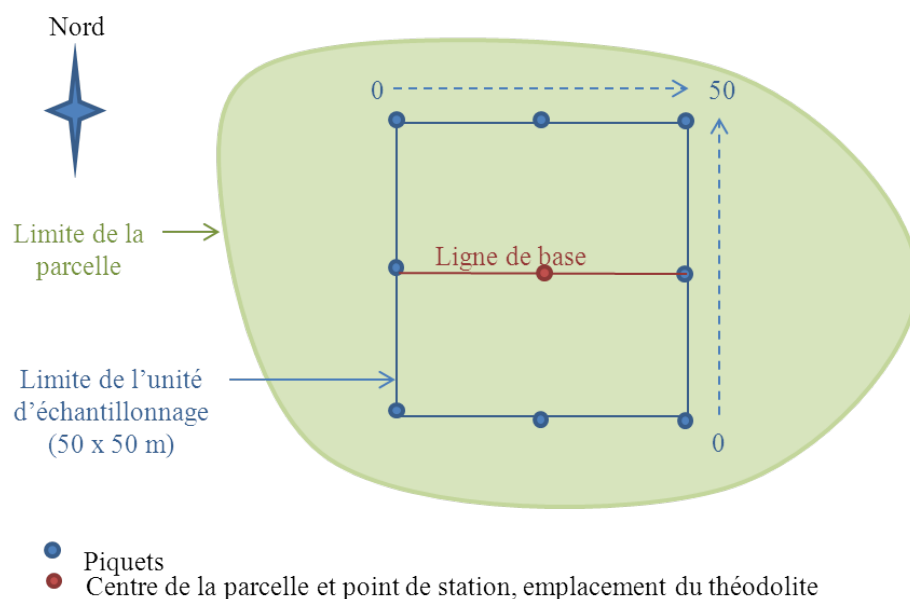 Nord
0
50
Limite de la
parcelle
Ligne de base
Limite de l’unité
d’échantillonnage
(50 x 50 m)
0
Piquets
Centre de la parcelle et point de station, emplacement du théodolite